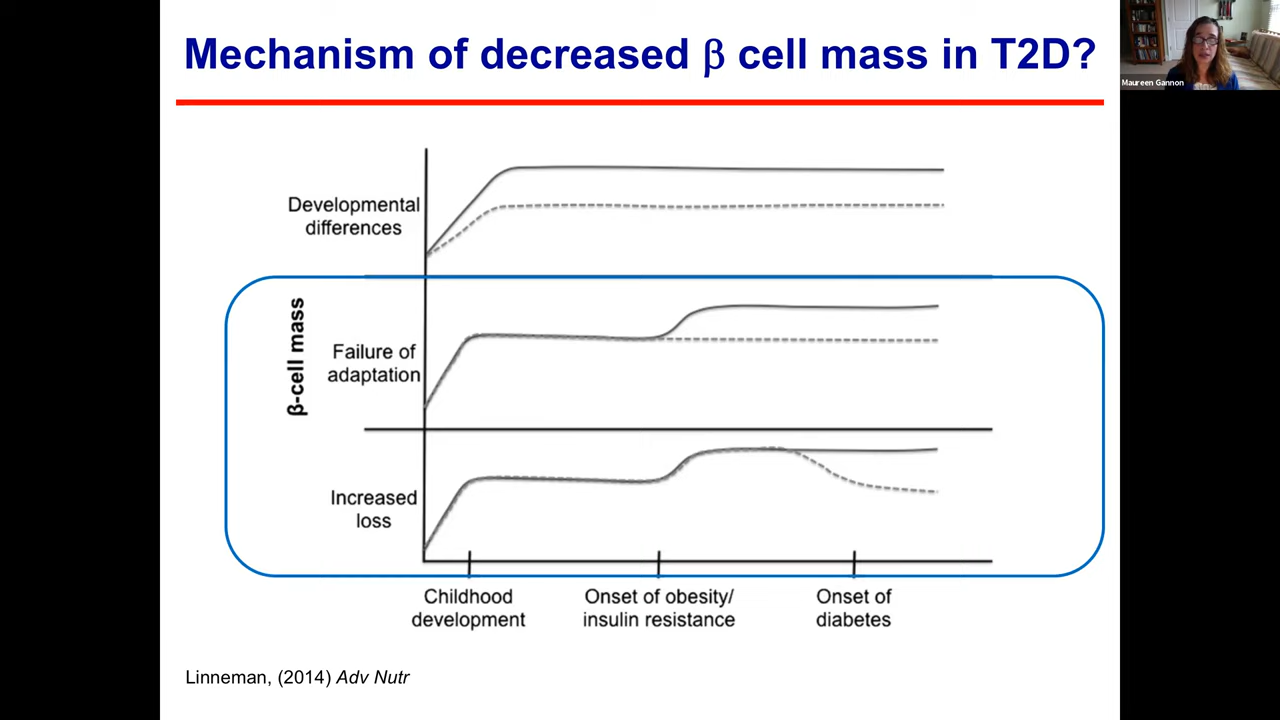 Mechanism of decreased β cell mass in T2D?
Maureen Gannon
Developmental
differences
β-cell mass
Failure of
adaptation
Increased
loss
Childhood
development
Onset of obesity/
insulin resistance
Onset of
diabetes
Linneman, (2014) Adv Nutr